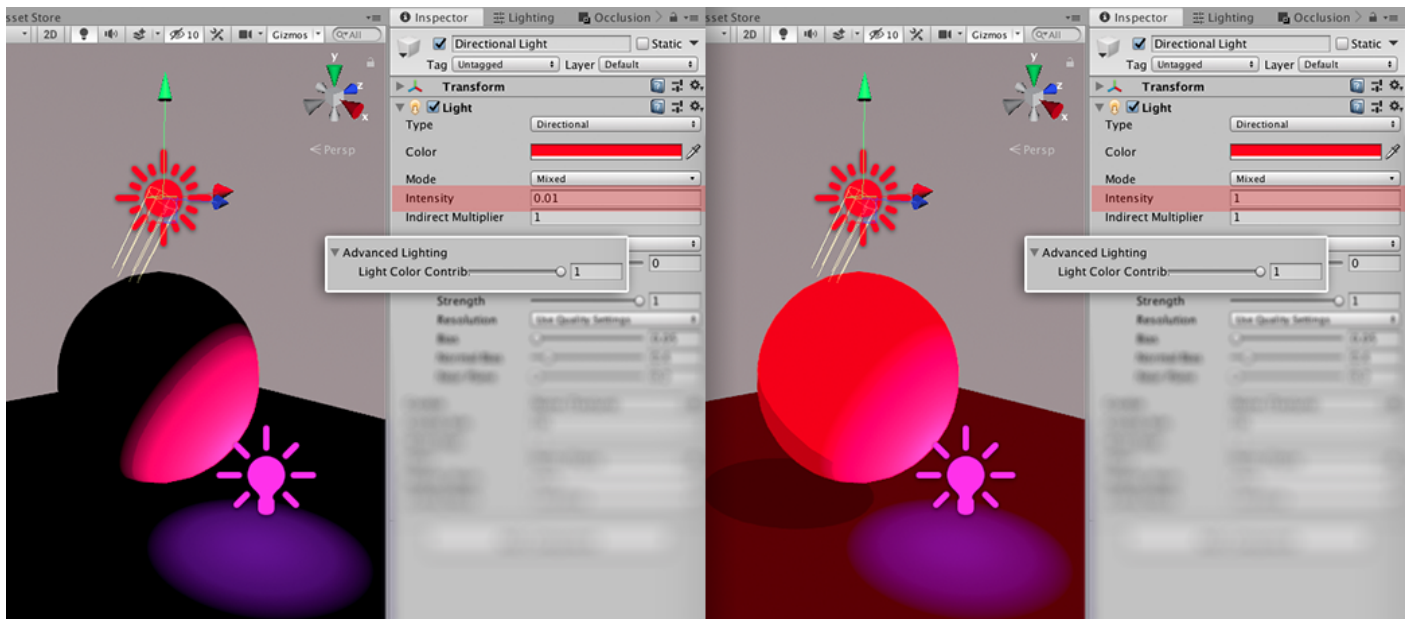 sset Store
Inspector Lighting Occlusion
2D 10 Gizmos All
Directional Light Static
Tag Untagged Layer Default
Transform
Light
Type Directional
Color
Mode Mixed
Intensity 0.01
Indirect Multiplier 1
Advanced Lighting
Light Color Contrib: 1
0
Strength 1
Resolution Use Quality Settings
y
z
x
Persp
sset Store
Inspector Lighting Occlusion
2D 10 Gizmos All
Directional Light Static
Tag Untagged Layer Default
Transform
Light
Type Directional
Color
Mode Mixed
Intensity 1
Indirect Multiplier 1
Advanced Lighting
Light Color Contrib: 1
0
Strength 1
Resolution Use Quality Settings
y
z
x
Persp